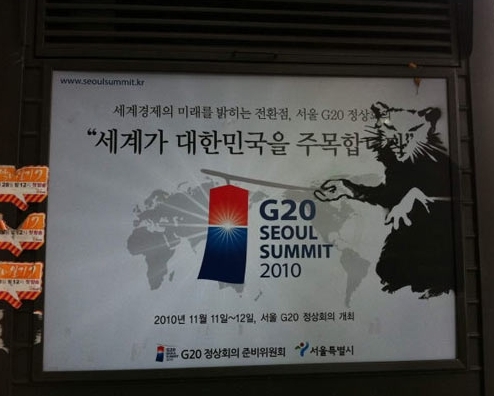 www.seoulsummit.kr
세계경제의 미래를 밝히는 전환점, 서울 G20 정상회의
“세계가 대한민국을 주목합니다”
G20
SEOUL
SUMMIT
2010
2010년 11월 11일~12일, 서울 G20 정상회의 개최
G20 정상회의 준비위원회
서울특별시